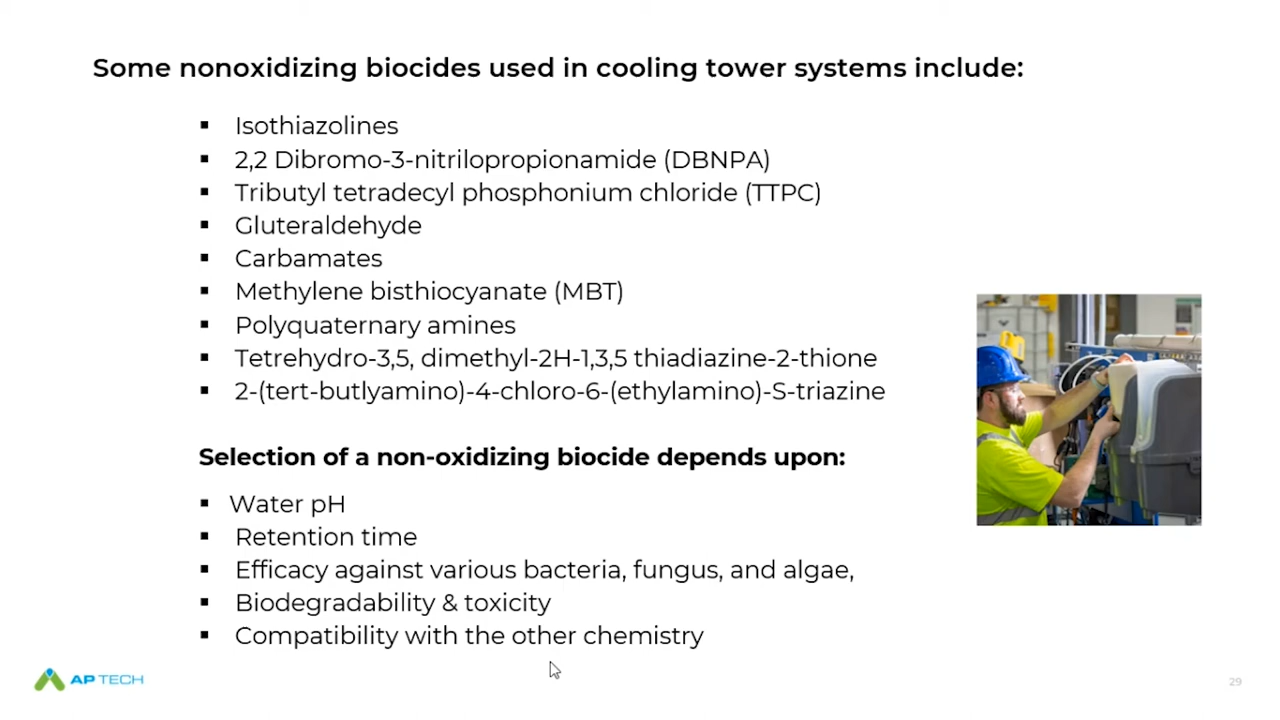 Some nonoxidizing biocides used in cooling tower systems include:
▪ Isothiazolines
▪ 2,2 Dibromo-3-nitrilopropionamide (DBNPA)
▪ Tributyl tetradecyl phosphonium chloride (TTPC)
▪ Gluteraldehyde
▪ Carbamates
▪ Methylene bisthiocyanate (MBT)
▪ Polyquaternary amines
▪ Tetrehydro-3,5, dimethyl-2H-1,3,5 thiadiazine-2-thione
▪ 2-(tert-butlyamino)-4-chloro-6-(ethylamino)-S-triazine
Selection of a non-oxidizing biocide depends upon:
▪ Water pH
▪ Retention time
▪ Efficacy against various bacteria, fungus, and algae,
▪ Biodegradability & toxicity
▪ Compatibility with the other chemistry
AP TECH
29